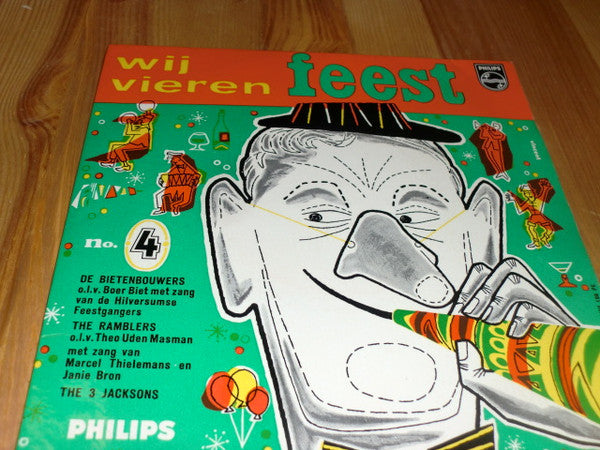 wij
vieren feest
PHILIPS
no. 4
DE BIETENBOUWERS
o.l.v. Boer Biet met zang
van de Hilversumse
Feestgangers
THE RAMBLERS
o.l.v. Theo Uden Masman
met zang van
Marcel Thielemans en
Janie Bron
THE 3 JACKSONS
PHILIPS